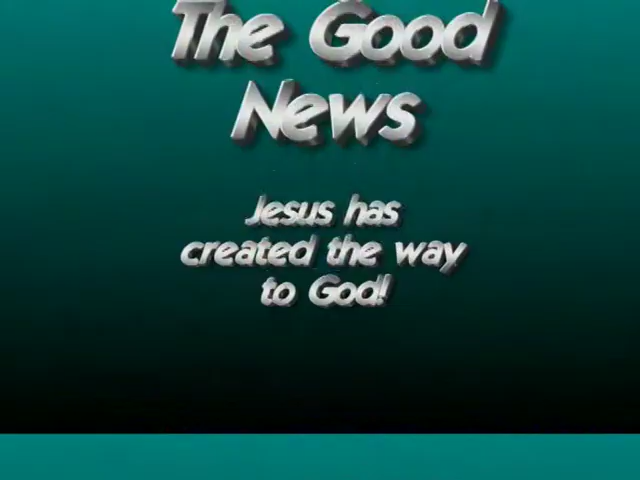 The Good
News
Jesus has
created the way
to God!